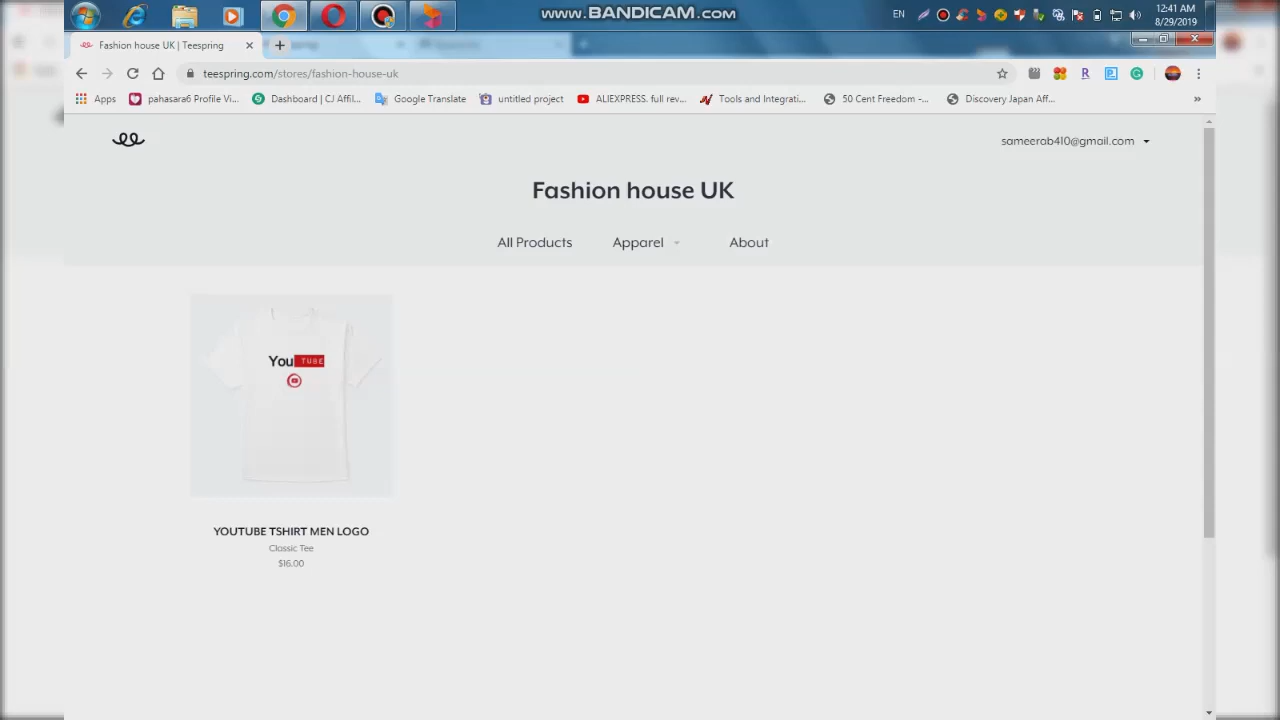 www.BANDICAM.com
EN
12:41 AM
8/29/2019
Fashion house UK | Teespring
teespring.com/stores/fashion-house-uk
Apps
pahasara6 Profile Vi...
Dashboard | CJ Affil...
Google Translate
untitled project
ALIEXPRESS. full rev...
Tools and Integrati...
50 Cent Freedom -...
Discovery Japan Aff...
»
sameerab410@gmail.com
Fashion house UK
All Products
Apparel
About
You TUBE
YOUTUBE TSHIRT MEN LOGO
Classic Tee
$16.00